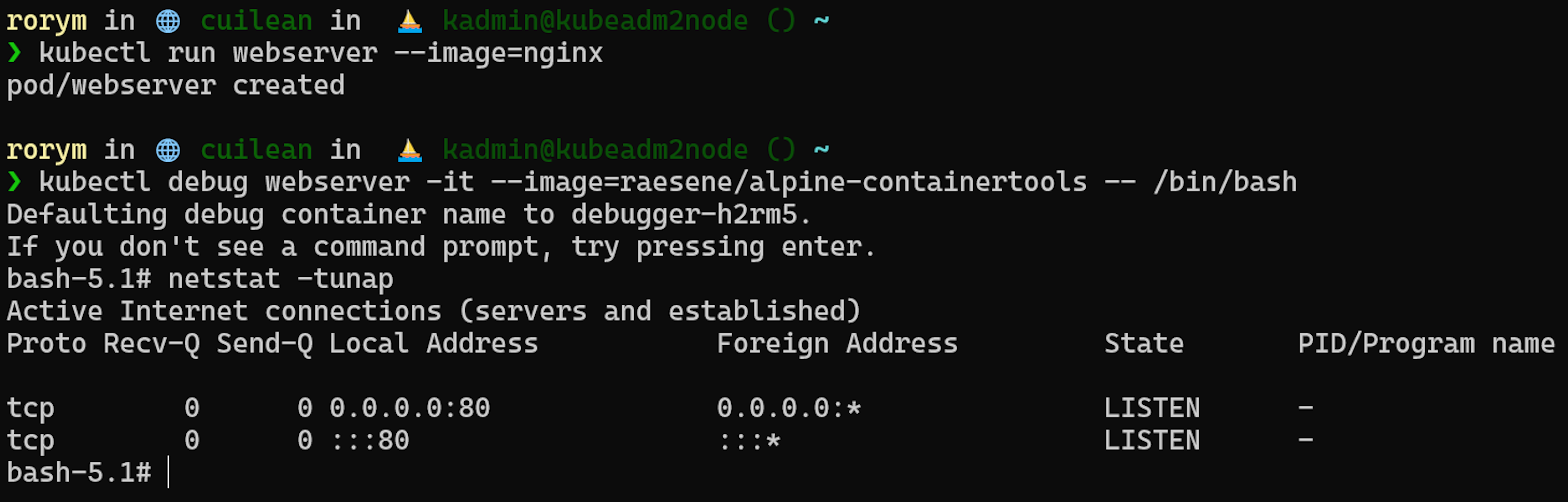 rorym in 🌐 cuilean in ⛵ kadmin@kubeadm2node () ~
❯ kubectl run webserver --image=nginx
pod/webserver created
rorym in 🌐 cuilean in ⛵ kadmin@kubeadm2node () ~
❯ kubectl debug webserver -it --image=raesene/alpine-containertools -- /bin/bash
Defaulting debug container name to debugger-h2rm5.
If you don't see a command prompt, try pressing enter.
bash-5.1# netstat -tunap
Active Internet connections (servers and established)
Proto Recv-Q Send-Q Local Address           Foreign Address         State       PID/Program name
tcp        0      0 0.0.0.0:80              0.0.0.0:*               LISTEN      -
tcp        0      0 :::80                   :::*                    LISTEN      -
bash-5.1#